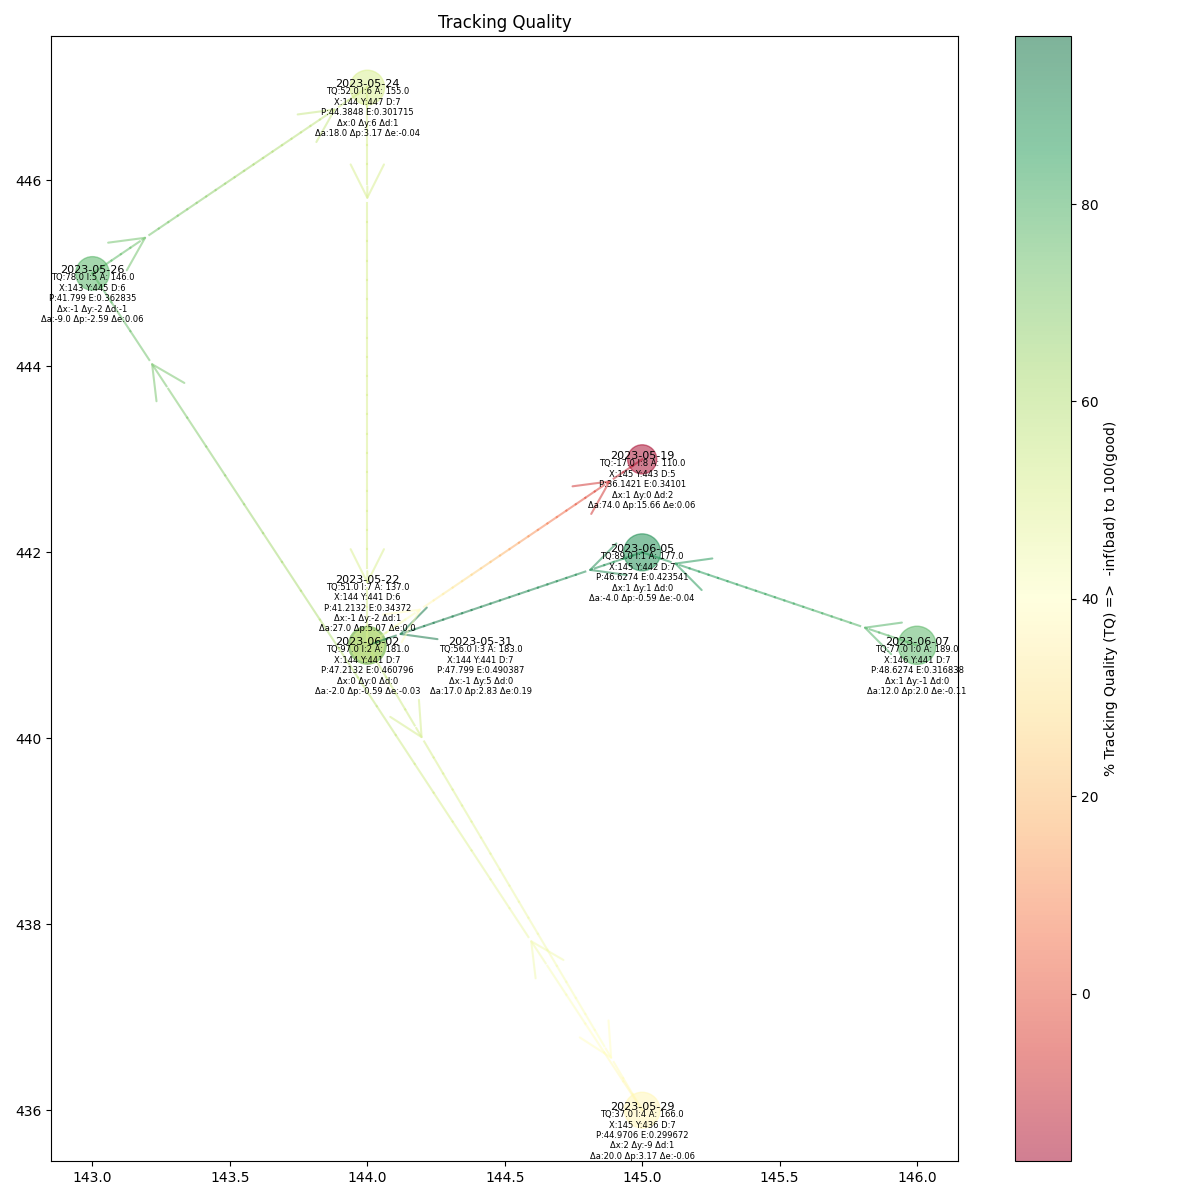 Tracking Quality
2023-05-24
TQ:52.0 I:6 A: 155.0
X:144 Y:447 D:7
P:44.3848 E:0.301715
Δx:0 Δy:6 Δd:1
Δa:18.0 Δp:3.17 Δe:-0.04
2023-05-26
TQ:78.0 I:5 A: 146.0
X:143 Y:445 D:6
P:41.799 E:0.362835
Δx:-1 Δy:-2 Δd:-1
Δa:-9.0 Δp:-2.59 Δe:0.06
2023-05-19
TQ:-17.0 I:8 A: 110.0
X:145 Y:443 D:5
P:36.1421 E:0.34101
Δx:1 Δy:0 Δd:2
Δa:74.0 Δp:15.66 Δe:0.06
2023-06-05
TQ:89.0 I:1 A: 177.0
X:145 Y:442 D:7
P:46.6274 E:0.423541
Δx:1 Δy:1 Δd:0
Δa:-4.0 Δp:-0.59 Δe:-0.04
2023-05-22
TQ:51.0 I:7 A: 137.0
X:144 Y:441 D:6
P:41.2132 E:0.34372
Δx:-1 Δy:-2 Δd:1
Δa:27.0 Δp:5.07 Δe:0.0
2023-06-02
TQ:97.0 I:2 A: 181.0
X:144 Y:441 D:7
P:47.2132 E:0.460796
Δx:0 Δy:0 Δd:0
Δa:-2.0 Δp:-0.59 Δe:-0.03
2023-05-31
TQ:56.0 I:3 A: 183.0
X:144 Y:441 D:7
P:47.799 E:0.490387
Δx:-1 Δy:5 Δd:0
Δa:17.0 Δp:2.83 Δe:0.19
2023-06-07
TQ:77.0 I:0 A: 189.0
X:146 Y:441 D:7
P:48.6274 E:0.316838
Δx:1 Δy:-1 Δd:0
Δa:12.0 Δp:2.0 Δe:-0.11
2023-05-29
TQ:37.0 I:4 A: 166.0
X:145 Y:436 D:7
P:44.9706 E:0.299672
Δx:2 Δy:-9 Δd:1
Δa:20.0 Δp:3.17 Δe:-0.06
446
444
442
440
438
436
143.0
143.5
144.0
144.5
145.0
145.5
146.0
80
60
40
20
0
% Tracking Quality (TQ) => -inf(bad) to 100(good)